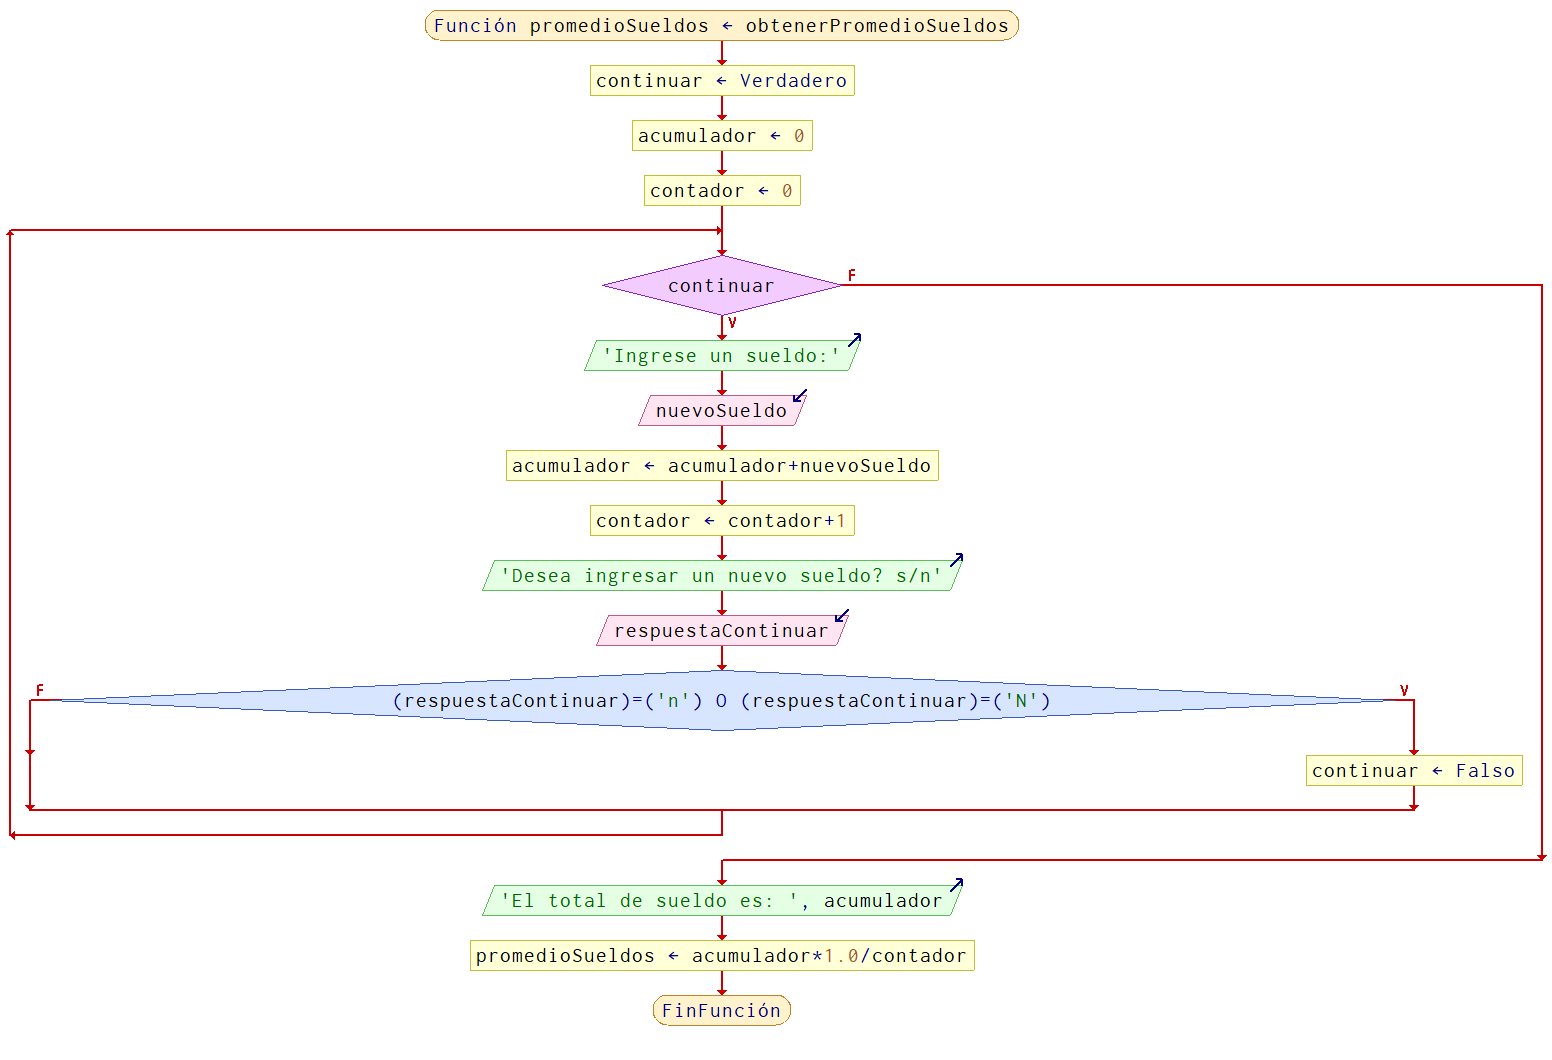 Función promedioSueldos ← obtenerPromedioSueldos
continuar ← Verdadero
acumulador ← 0
contador ← 0
continuar
F
V
'Ingrese un sueldo:'
nuevoSueldo
acumulador ← acumulador+nuevoSueldo
contador ← contador+1
'Desea ingresar un nuevo sueldo? s/n'
respuestaContinuar
F
(respuestaContinuar)=('n') O (respuestaContinuar)=('N')
V
continuar ← Falso
'El total de sueldo es: ', acumulador
promedioSueldos ← acumulador*1.0/contador
FinFunción